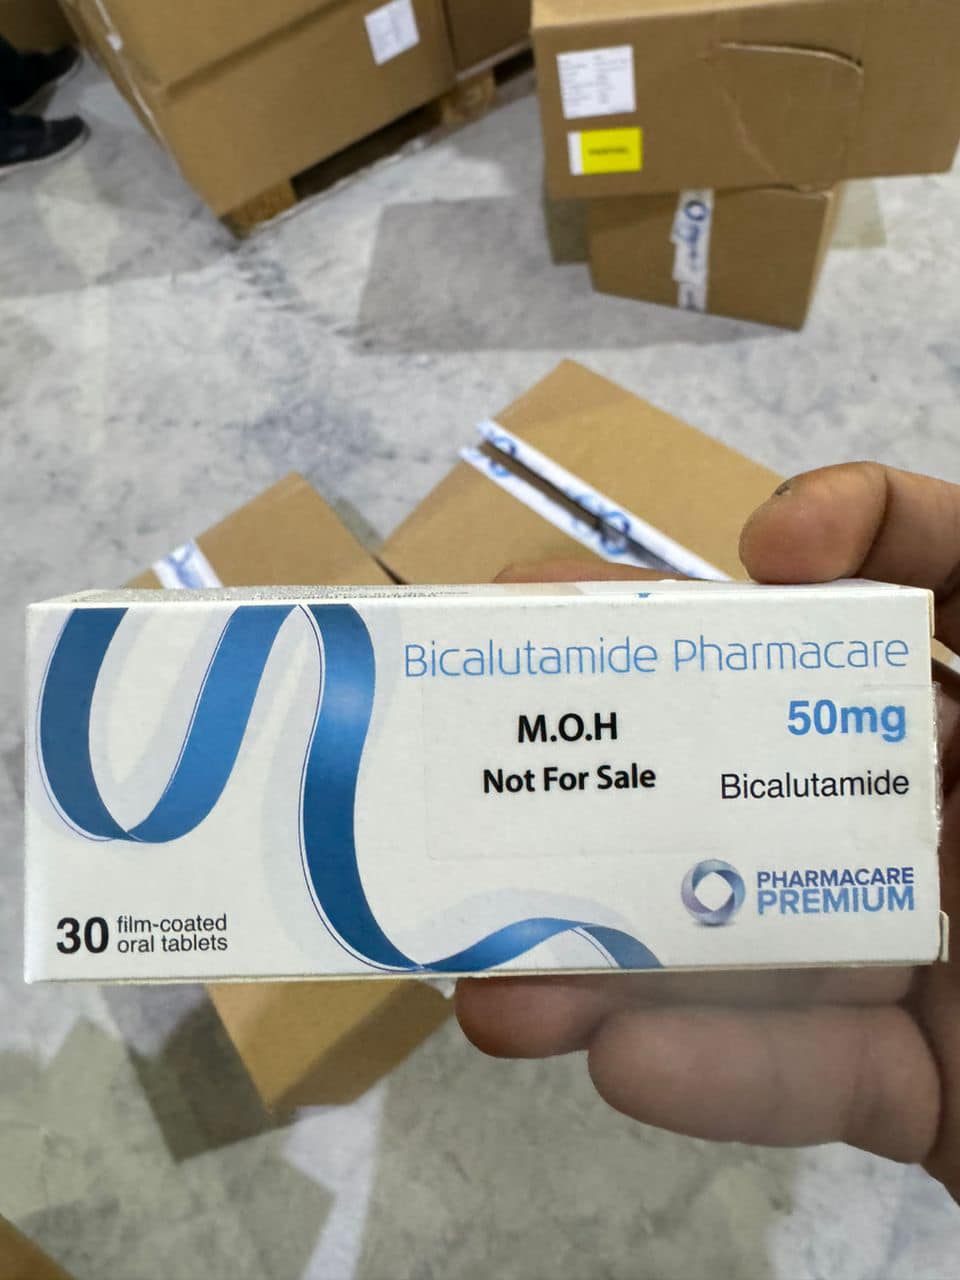 Bicalutamide Pharmacare
50mg
M.O.H
Not For Sale
Bicalutamide
PHARMACARE
PREMIUM
30 film-coated
oral tablets